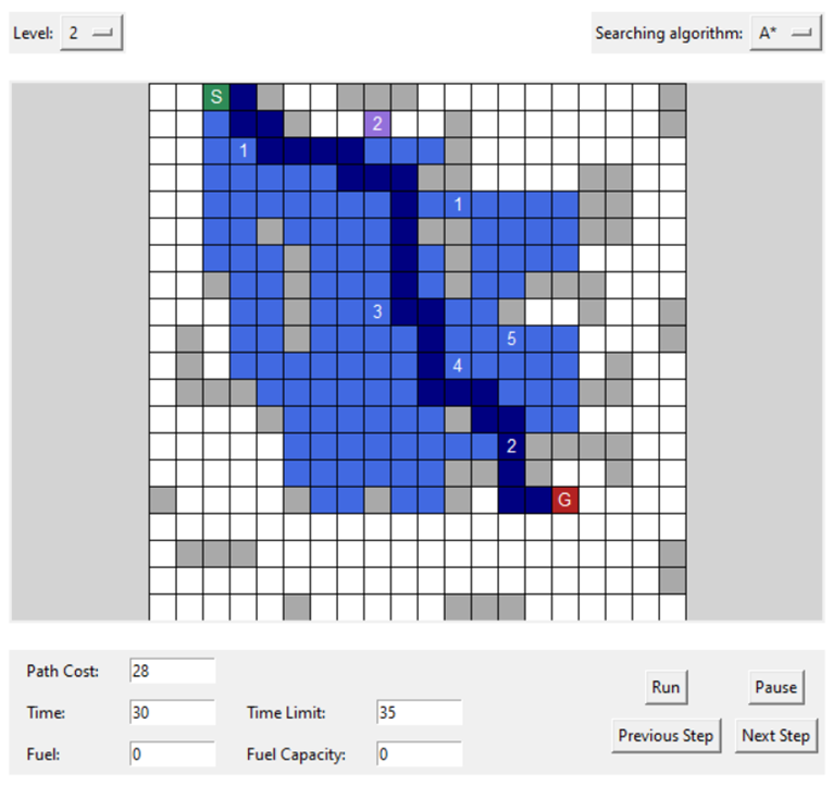 Level: 2 Searching algorithm: A*
S
2
1
1
3
5
4
2
G
Path Cost: 28
Run Pause
Time: 30 Time Limit: 35
Previous Step Next Step
Fuel: 0 Fuel Capacity: 0